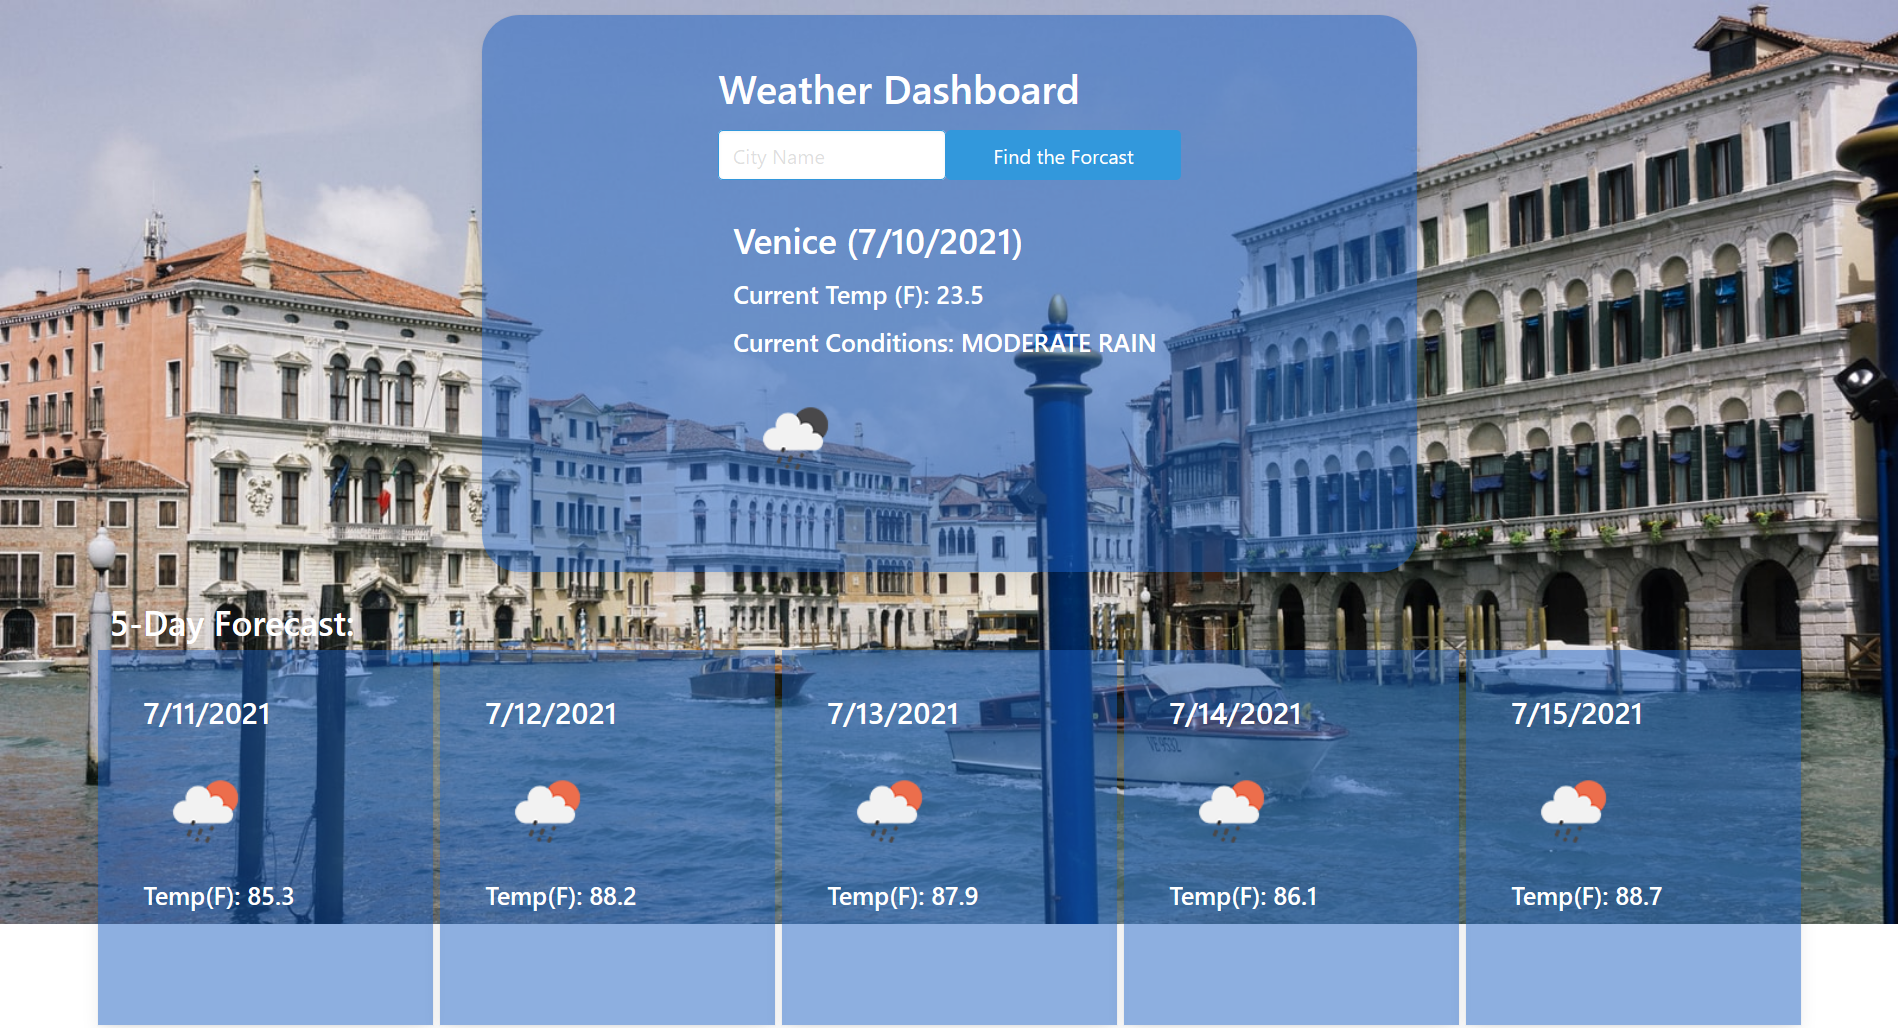 Weather Dashboard
City Name
Find the Forcast
Venice (7/10/2021)
Current Temp (F): 23.5
Current Conditions: MODERATE RAIN
5-Day Forecast:
7/11/2021
Temp(F): 85.3
7/12/2021
Temp(F): 88.2
7/13/2021
Temp(F): 87.9
7/14/2021
Temp(F): 86.1
7/15/2021
Temp(F): 88.7